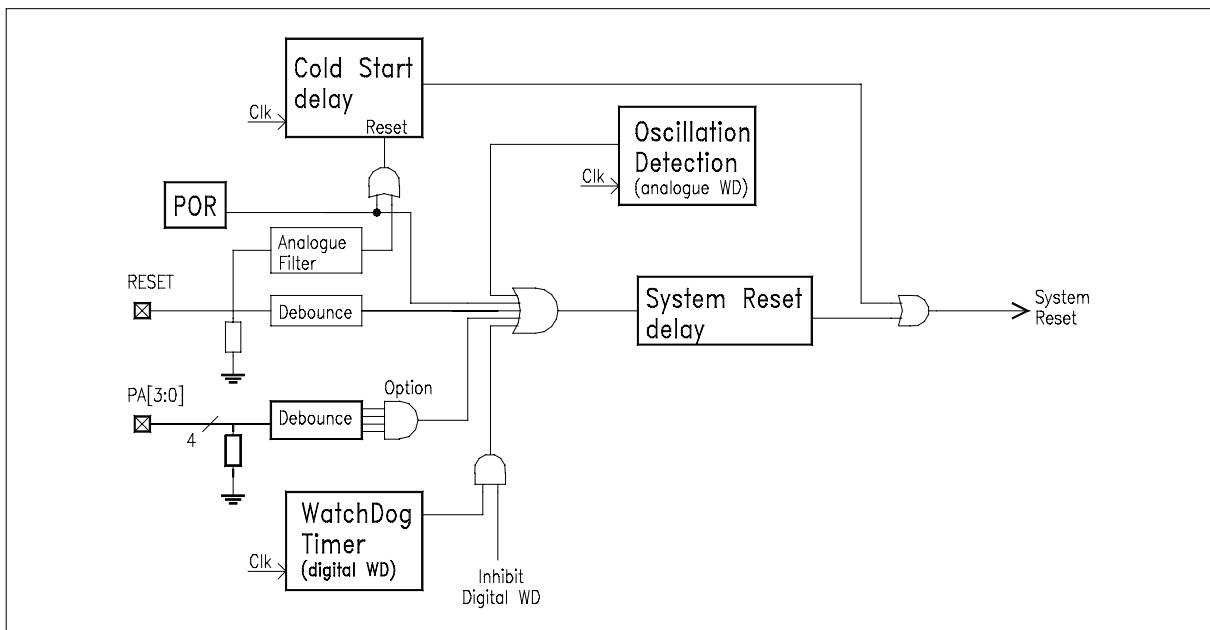 Cold Start
delay
Clk
Reset
Oscillation
Detection
(analogue WD)
Clk
POR
Analogue
Filter
RESET
Debounce
System Reset
delay
System
Reset
PA[3:0]
4
Debounce
Option
WatchDog
Timer
(digital WD)
Clk
Inhibit
Digital WD